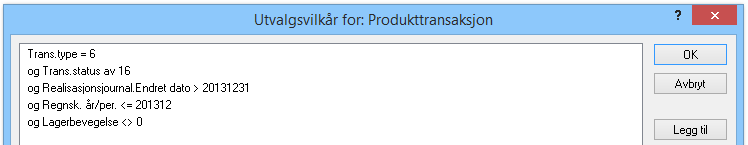 Utvalgsvilkår for: Produkttransaksjon
?
Trans.type = 6
og Trans.status av 16
og Realisasjonsjournal.Endret dato > 20131231
og Regnsk. år/per. <= 201312
og Lagerbevegelse <> 0
OK
Avbryt
Legg til